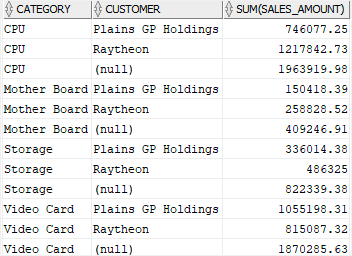 CATEGORY CUSTOMER SUM(SALES_AMOUNT)
CPU Plains GP Holdings 746077.25
CPU Raytheon 1217842.73
CPU (null) 1963919.98
Mother Board Plains GP Holdings 150418.39
Mother Board Raytheon 258828.52
Mother Board (null) 409246.91
Storage Plains GP Holdings 336014.38
Storage Raytheon 486325
Storage (null) 822339.38
Video Card Plains GP Holdings 1055198.31
Video Card Raytheon 815087.32
Video Card (null) 1870285.63